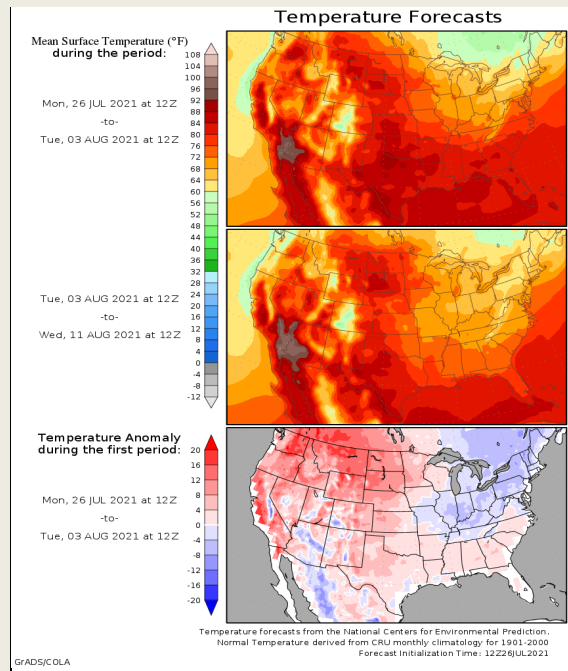 Temperature Forecasts
Mean Surface Temperature (°F)
during the period:
Mon, 26 JUL 2021 at 12Z
-to-
Tue, 03 AUG 2021 at 12Z
108
104
100
96
92
88
84
80
76
72
68
64
60
56
52
48
44
40
36
32
28
24
20
16
12
8
4
0
-4
-8
-12
Tue, 03 AUG 2021 at 12Z
-to-
Wed, 11 AUG 2021 at 12Z
Temperature Anomaly
during the first period:
Mon, 26 JUL 2021 at 12Z
-to-
Tue, 03 AUG 2021 at 12Z
20
16
12
8
4
0
-4
-8
-12
-16
-20
Temperature forecasts from the National Centers for Environmental Prediction.
Normal Temperature derived from CRU monthly climatology for 1901-2000
Forecast Initialization Time: 12Z26JUL2021
GrADS/COLA